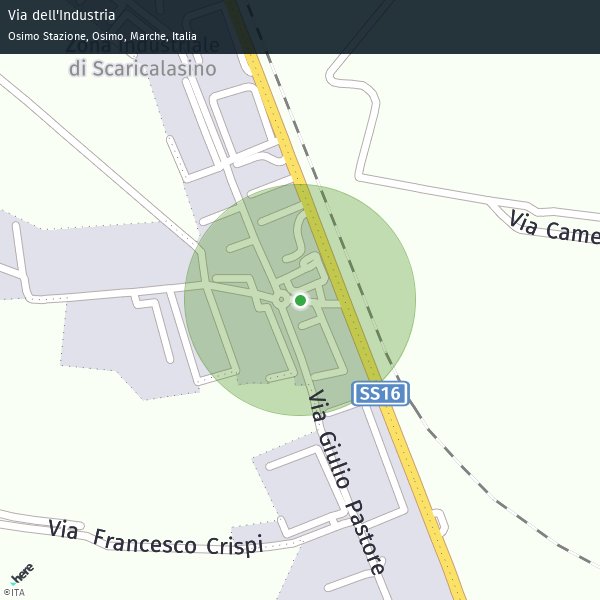 Via dell'Industria
Osimo Stazione, Osimo, Marche, Italia
Zona Industriale
di Scaricalasino
Via Came
SS16
Via Giulio Pastore
Via Francesco Crispi
here
©ITA